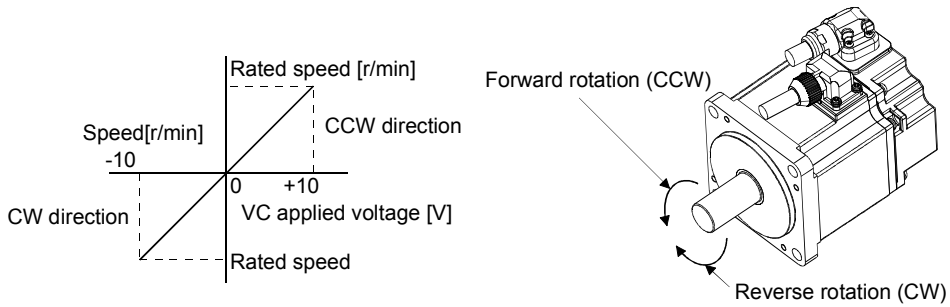 Rated speed [r/min]
Speed[r/min]
CCW direction
-10
0
+10
CW direction
VC applied voltage [V]
Rated speed
Forward rotation (CCW)
Reverse rotation (CW)